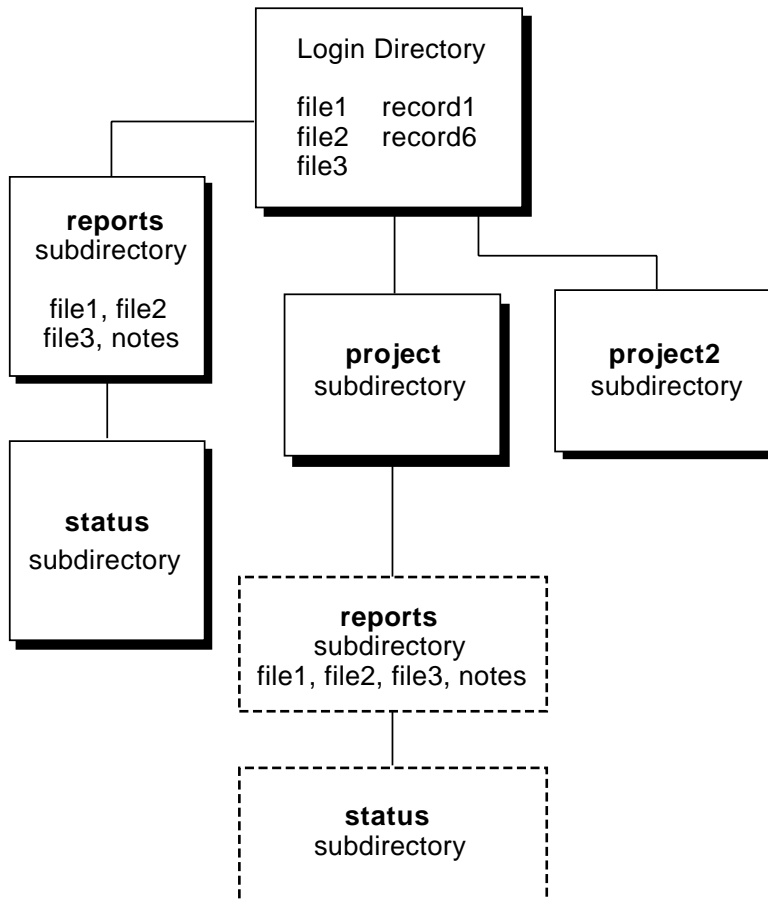 Login Directory
file1 record1
file2 record6
file3
reports
subdirectory
file1, file2
file3, notes
project
subdirectory
project2
subdirectory
status
subdirectory
reports
subdirectory
file1, file2, file3, notes
status
subdirectory